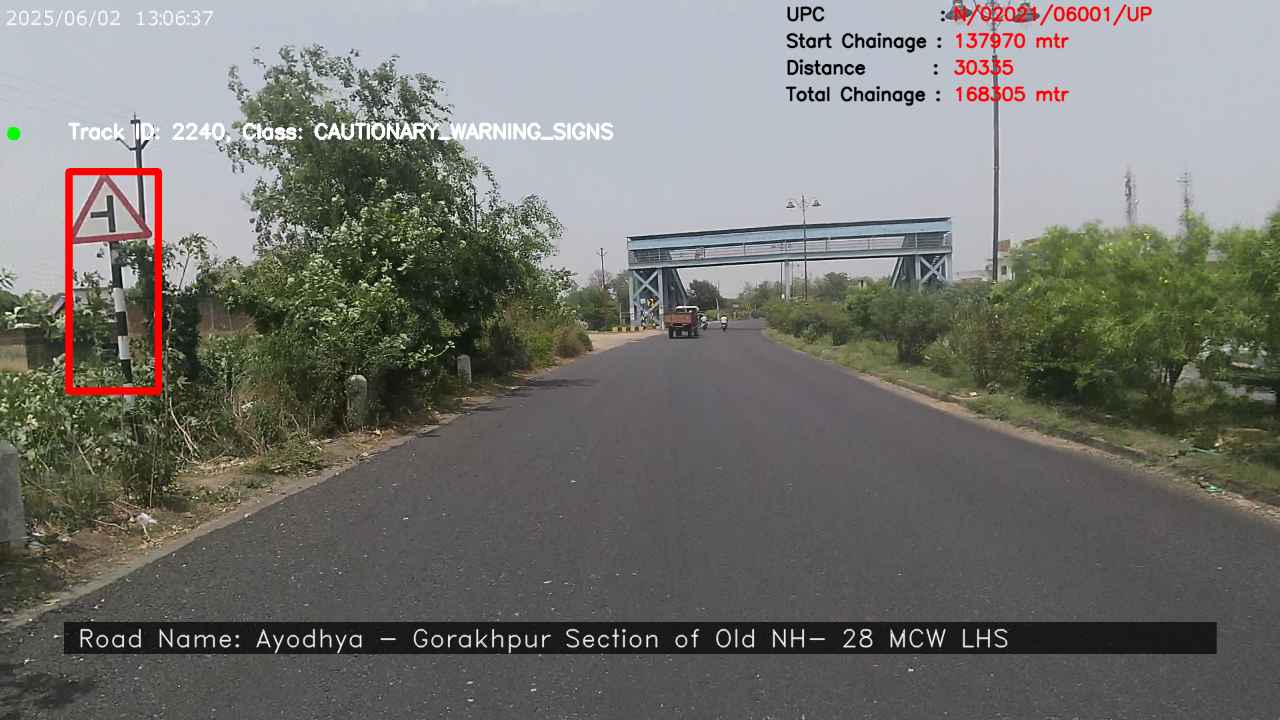 2025/06/02 13:06:37
UPC : N/02021/06001/UP
Start Chainage : 137970 mtr
Distance : 30335
Total Chainage : 168305 mtr
Track ID: 2240, Class: CAUTIONARY_WARNING_SIGNS
Road Name: Ayodhya - Gorakhpur Section of Old NH- 28 MCW LHS